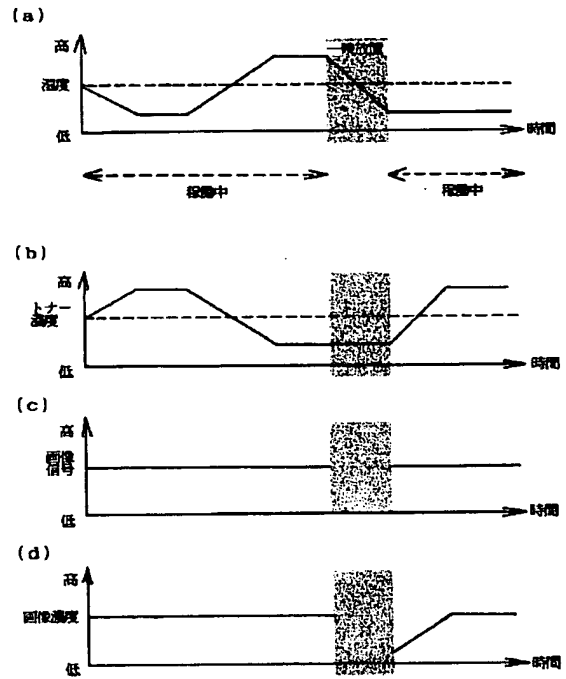 (a)
高
一晩放置
湿度
低
時間
稼働中
稼働中
(b)
高
トナー
濃度
低
時間
(c)
高
画像
信号
低
時間
(d)
高
画像濃度
低
時間